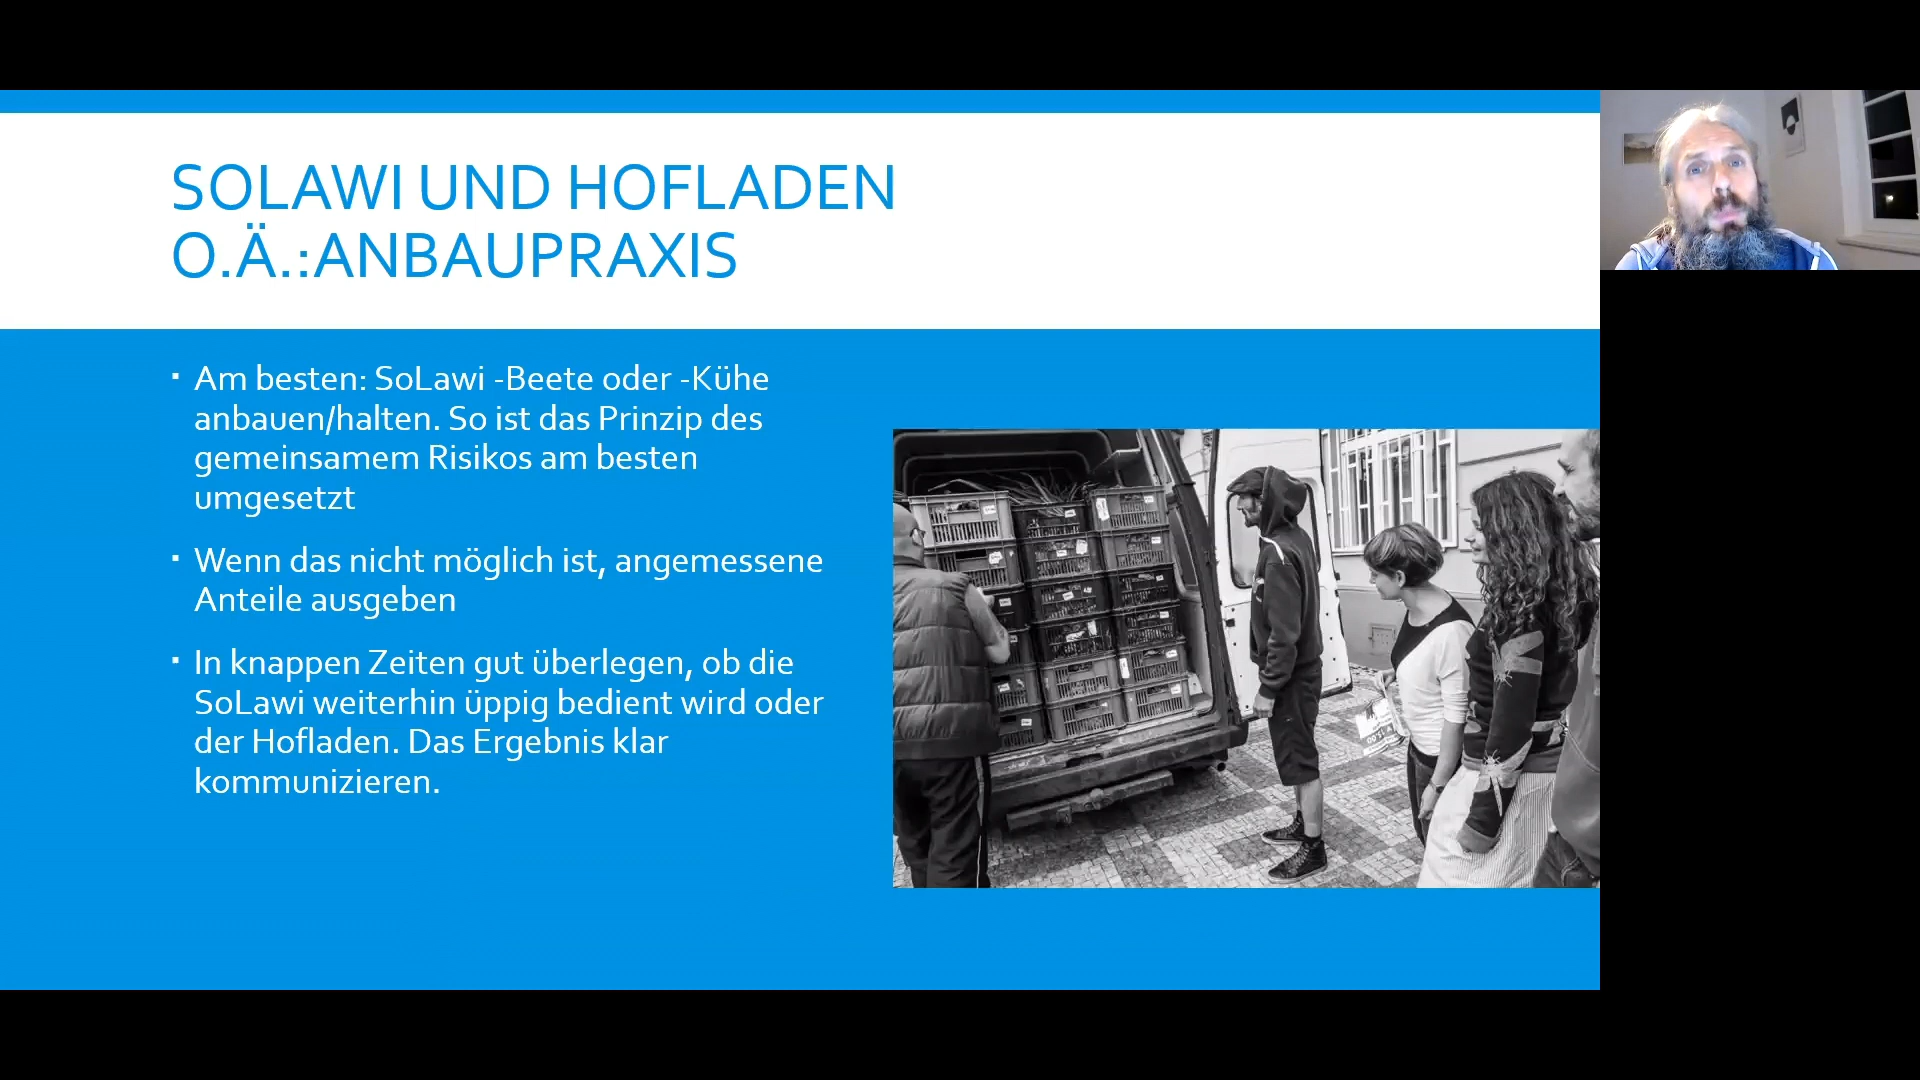 SOLAWI UND HOFLADEN
O.Ä.:ANBAUPRAXIS
▪ Am besten: SoLawi -Beete oder -Kühe
anbauen/halten. So ist das Prinzip des
gemeinsamem Risikos am besten
umgesetzt
▪ Wenn das nicht möglich ist, angemessene
Anteile ausgeben
▪ In knappen Zeiten gut überlegen, ob die
SoLawi weiterhin üppig bedient wird oder
der Hofladen. Das Ergebnis klar
kommunizieren.